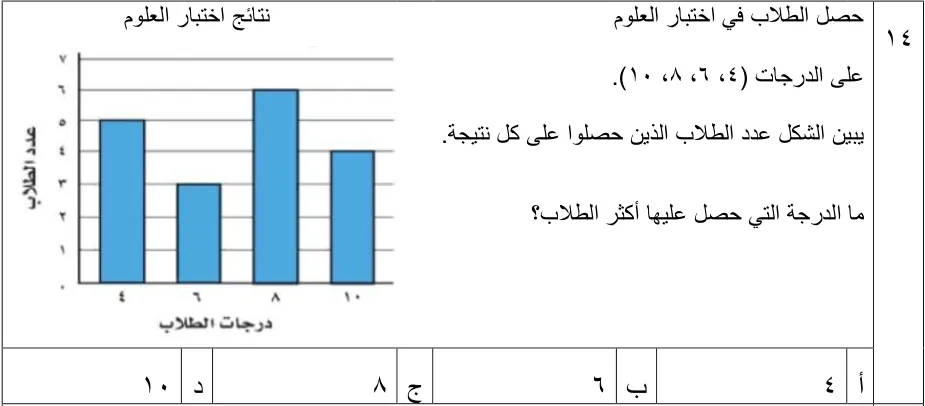 ١٤
حصل الطلاب في اختبار العلوم
على الدرجات (٤، ٦، ٨، ١٠).
يبين الشكل عدد الطلاب الذين حصلوا على كل نتيجة.
ما الدرجة التي حصل عليها أكثر الطلاب؟
نتائج اختبار العلوم
عدد الطلاب
٧
٦
٥
٤
٣
٢
١
٠
٤ ٦ ٨ ١٠
درجات الطلاب
أ ٤ ب ٦ ج ٨ د ١٠